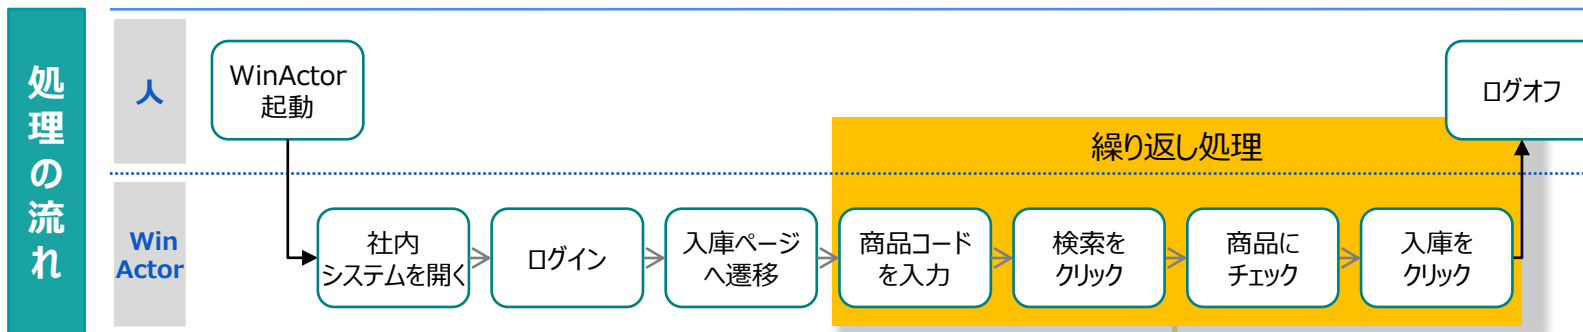 処理の流れ
人
WinActor
起動
ログオフ
繰り返し処理
Win
Actor
社内
システムを開く
ログイン
入庫ページ
へ遷移
商品コード
を入力
検索を
クリック
商品に
チェック
入庫を
クリック